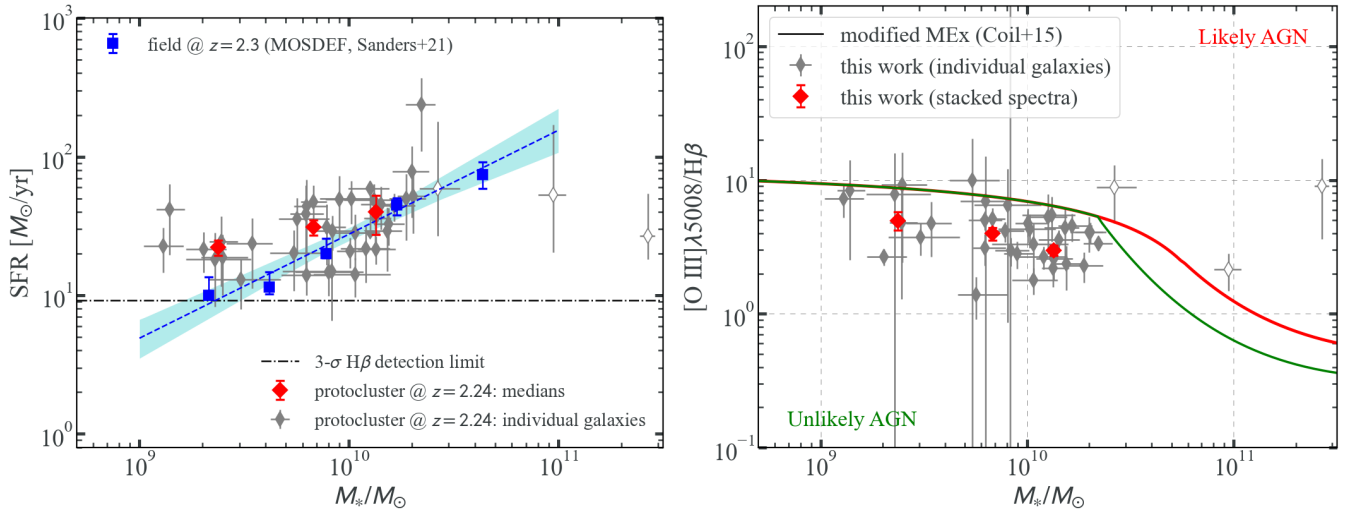 10³
10²
10¹
10⁰
SFR [M☉/yr]
field @ z = 2.3 (MOSDEF, Sanders+21)
3-σ Hβ detection limit
protocluster @ z = 2.24: medians
protocluster @ z = 2.24: individual galaxies
10⁹
10¹⁰
10¹¹
M*/M☉
10²
10¹
10⁰
10⁻¹
[O III]λ5008/Hβ
modified MEx (Coil+15)
this work (individual galaxies)
this work (stacked spectra)
Likely AGN
Unlikely AGN
10⁹
10¹⁰
10¹¹
M*/M☉